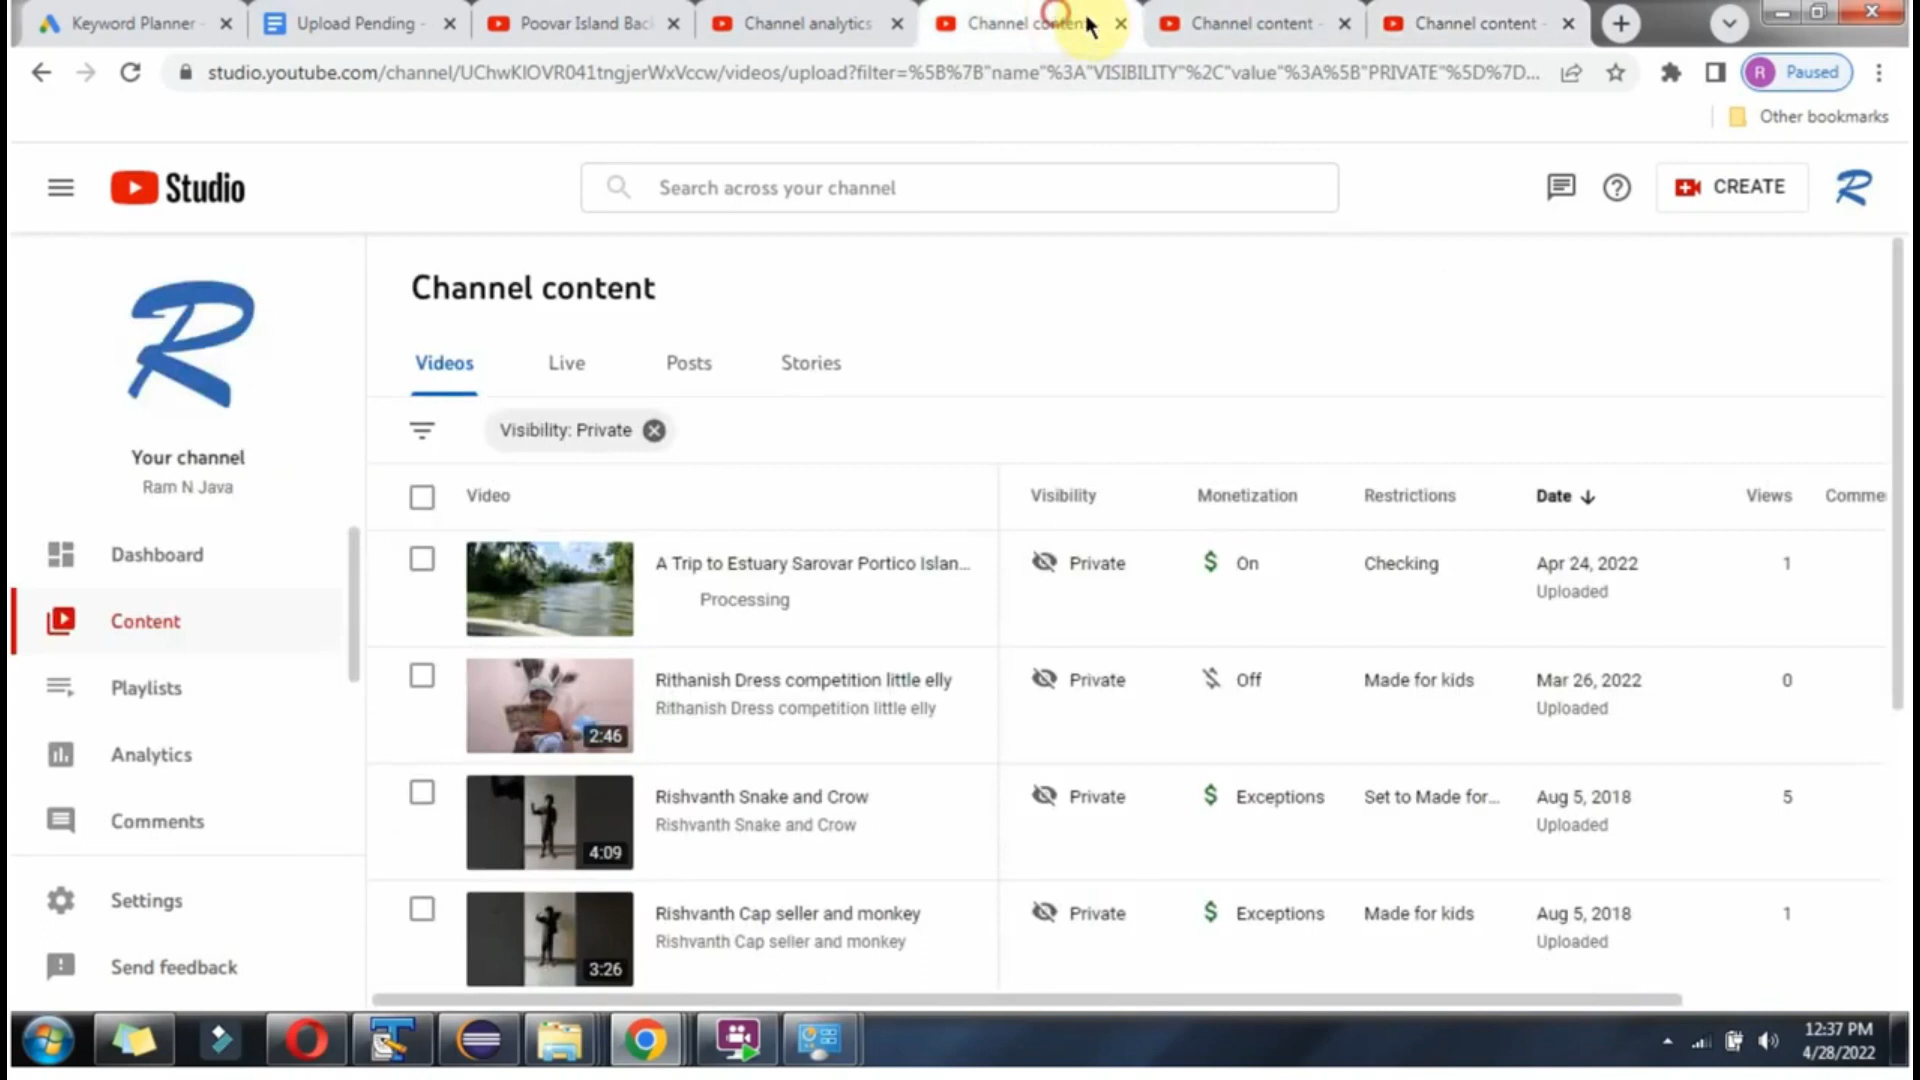 Keyword Planner -
Upload Pending -
Poovar Island Bac
Channel analytics
Channel content
Channel content -
Channel content -
studio.youtube.com/channel/UChwKlOVR041tngjerWxVccw/videos/upload?filter=%5B%7B"name"%3A"VISIBILITY"%2C"value"%3A%5B"PRIVATE"%5D%7D...
R Paused
Other bookmarks
Studio
Search across your channel
CREATE
R
R
Your channel
Ram N Java
Dashboard
Content
Playlists
Analytics
Comments
Settings
Send feedback
Channel content
Videos Live Posts Stories
Visibility: Private
Video Visibility Monetization Restrictions Date Views Comme
A Trip to Estuary Sarovar Portico Islan... Private $ On Checking Apr 24, 2022 1
Processing Uploaded
Rithanish Dress competition little elly Private Off Made for kids Mar 26, 2022 0
Rithanish Dress competition little elly Uploaded
2:46
Rishvanth Snake and Crow Private $ Exceptions Set to Made for... Aug 5, 2018 5
Rishvanth Snake and Crow Uploaded
4:09
Rishvanth Cap seller and monkey Private $ Exceptions Made for kids Aug 5, 2018 1
Rishvanth Cap seller and monkey Uploaded
3:26
12:37 PM
4/28/2022